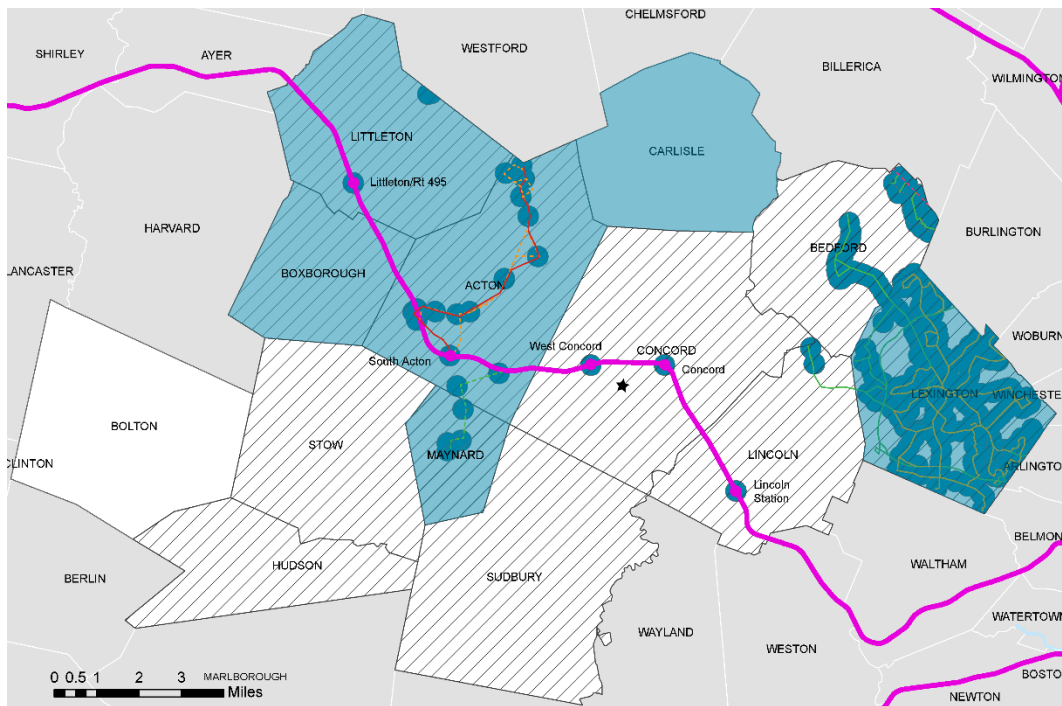 CHELMSFORD
SHIRLEY
AYER
WESTFORD
BILLERICA
WILMINGTON
LITTLETON
CARLISLE
Littleton/Rt 495
HARVARD
BURLINGTON
BEDFORD
LANCASTER
BOXBOROUGH
ACTON
WOBURN
West Concord
CONCORD
South Acton
Concord
LEXINGTON
WINCHESTER
BOLTON
STOW
MAYNARD
LINCOLN
CLINTON
ARLINGTON
Lincoln
Station
BELMON
HUDSON
SUDBURY
WALTHAM
BERLIN
WATERTOWN
WAYLAND
WESTON
BOSTO
NEWTON
MARLBOROUGH
0 0.5 1 2 3
Miles